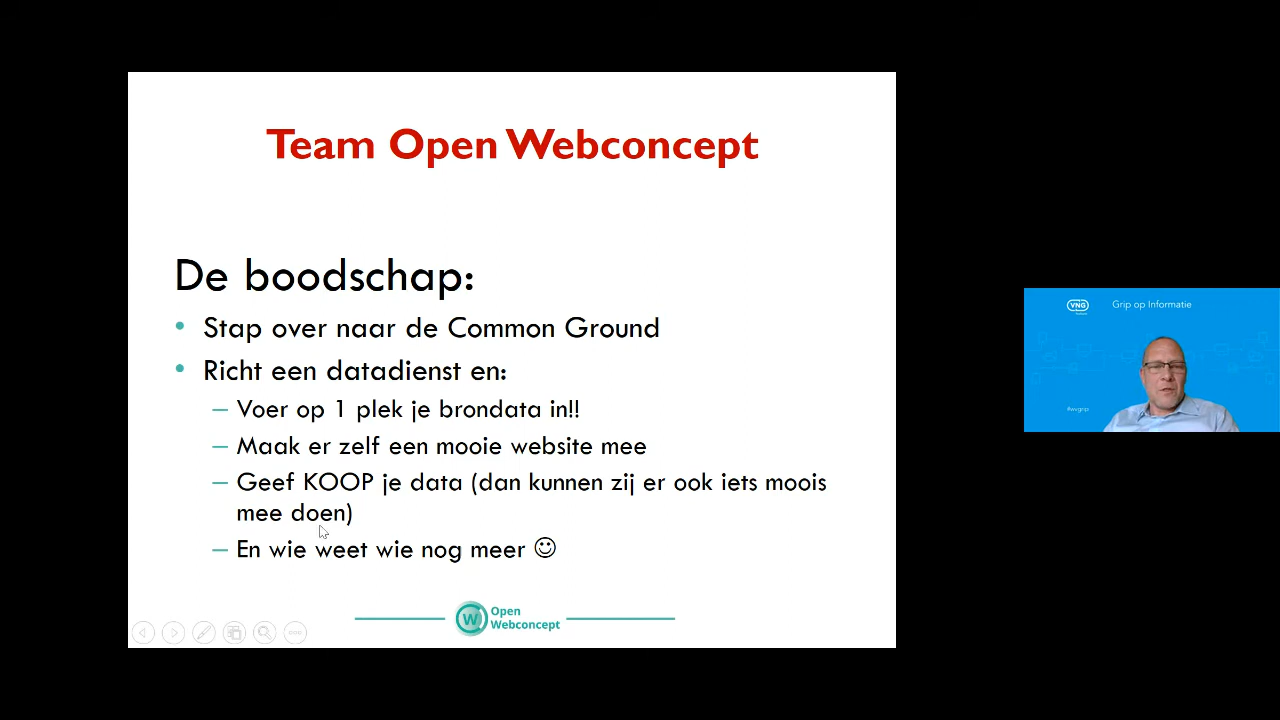 Team Open Webconcept
De boodschap:
• Stap over naar de Common Ground
• Richt een datadienst en:
– Voer op 1 plek je brondata in!!
– Maak er zelf een mooie website mee
– Geef KOOP je data (dan kunnen zij er ook iets moois
mee doen)
– En wie weet wie nog meer ☺
W
Open
Webconcept
VNG
Grip op Informatie